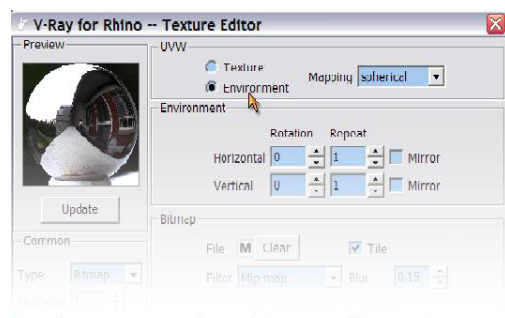 V-Ray for Rhino -- Texture Editor
Preview
UVW
Texture
Environment
Mapping spherical
Environment
Rotation Repeat
Horizontal 0 1 Mirror
Vertical 0 1 Mirror
Update
Bitmap
Common
File M Clear Tile
Type Bitmap
Filter Mip-map Blur 0.15